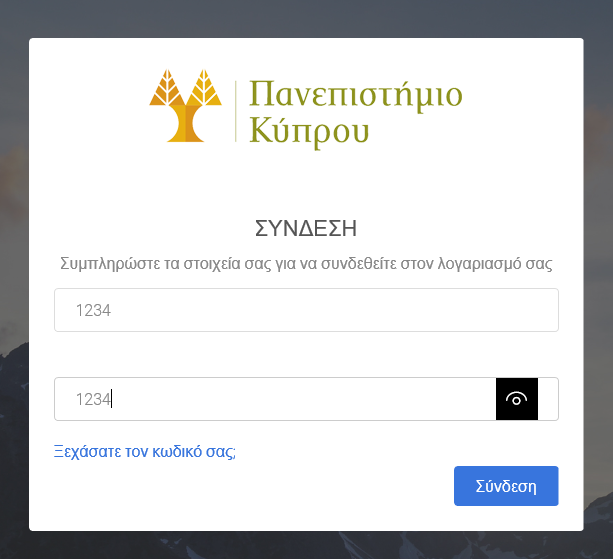 Πανεπιστήμιο
Κύπρου
ΣΥΝΔΕΣΗ
Συμπληρώστε τα στοιχεία σας για να συνδεθείτε στον λογαριασμό σας
1234
1234
Ξεχάσατε τον κωδικό σας;
Σύνδεση